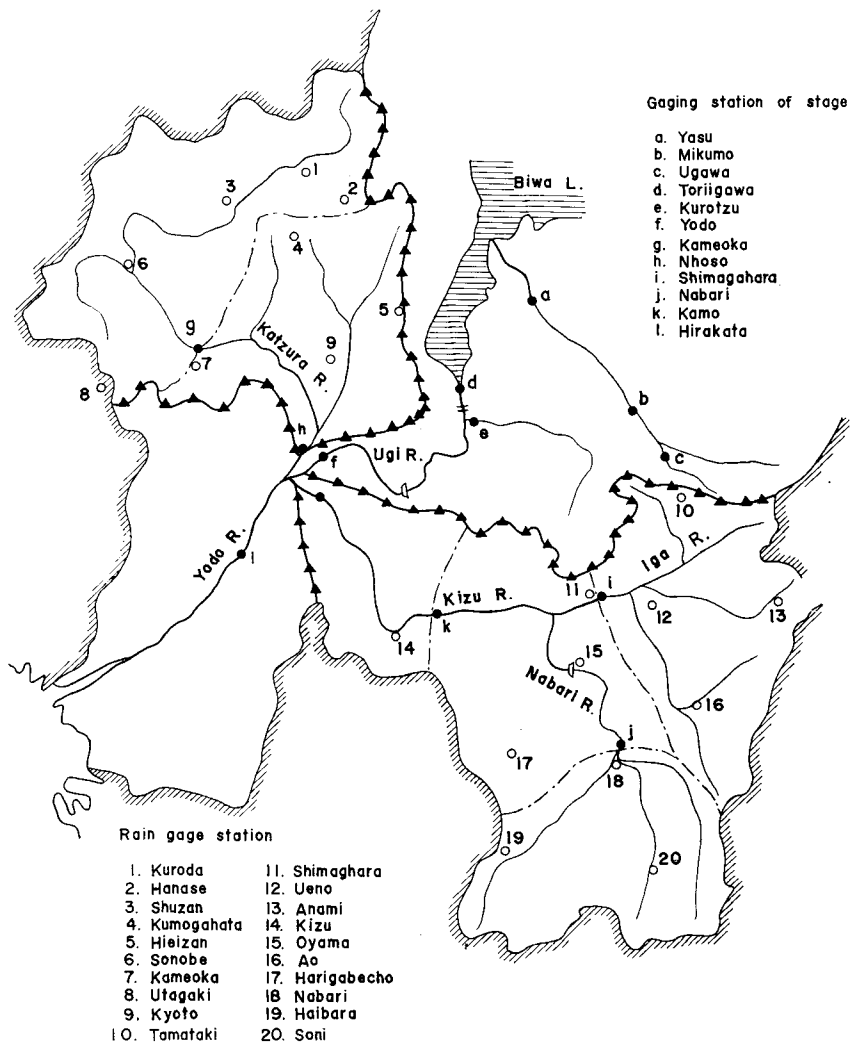 Gaging station of stage
a. Yasu
b. Mikumo
c. Ugawa
d. Toriigawa
e. Kurotzu
f. Yodo
g. Kameoka
h. Nhoso
i. Shimagahara
j. Nabari
k. Kamo
l. Hirakata
Biwa L.
1
2
3
4
6
5
a
g
7
Katzura R.
9
8
d
b
h
e
f
Ugi R.
c
10
Yodo R.
l
Iga R.
11
i
Kizu R.
k
12
13
14
15
Nabari R.
16
j
17
18
19
20
Rain gage station
1. Kuroda
2. Hanase
3. Shuzan
4. Kumogahata
5. Hieizan
6. Sonobe
7. Kameoka
8. Utagaki
9. Kyoto
10. Tamataki
11. Shimaghara
12. Ueno
13. Anami
14. Kizu
15. Oyama
16. Ao
17. Harigabecho
18 Nabari
19. Haibara
20. Soni